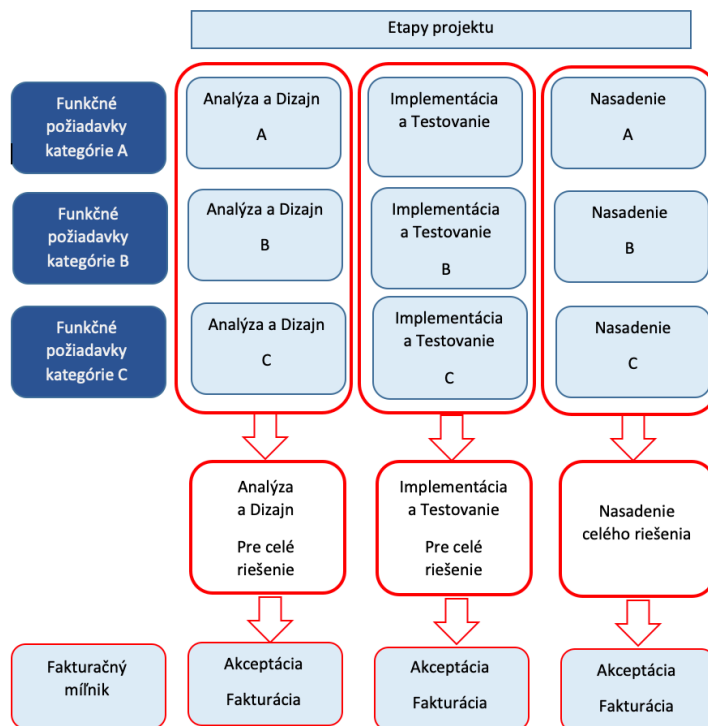 Etapy projektu
Funkčné
požiadavky
kategórie A
Analýza a Dizajn
A
Implementácia
a Testovanie
Nasadenie
A
Funkčné
požiadavky
kategórie B
Analýza a Dizajn
B
Implementácia
a Testovanie
B
Nasadenie
B
Funkčné
požiadavky
kategórie C
Analýza a Dizajn
C
Implementácia
a Testovanie
C
Nasadenie
C
Analýza
a Dizajn
Pre celé
riešenie
Implementácia
a Testovanie
Pre celé
riešenie
Nasadenie
celého riešenia
Fakturačný
míľnik
Akceptácia
Fakturácia
Akceptácia
Fakturácia
Akceptácia
Fakturácia